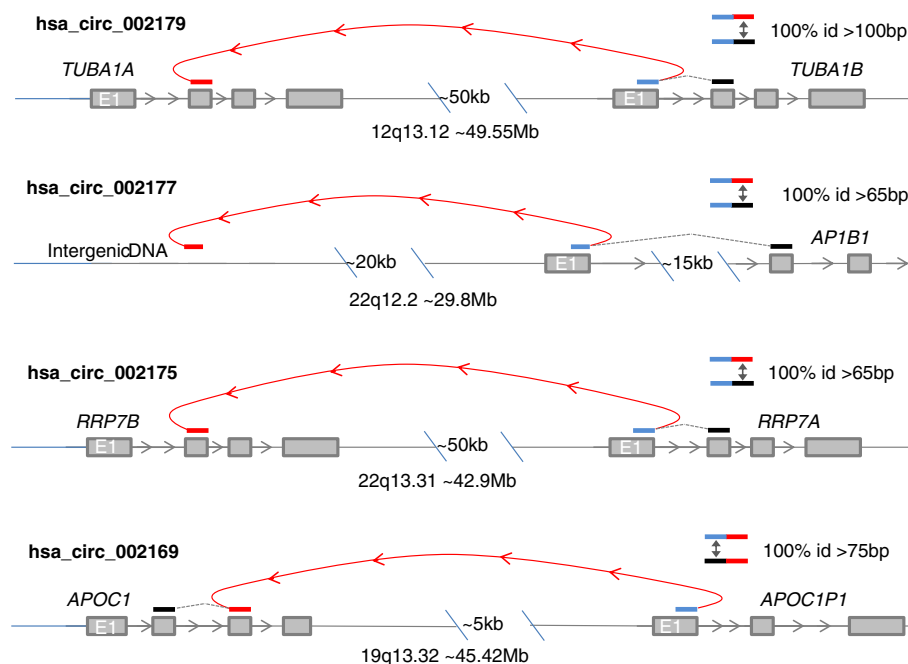 hsa_circ_002179
100% id >100bp
TUBA1A
TUBA1B
E1
~50kb
E1
12q13.12 ~49.55Mb
hsa_circ_002177
100% id >65bp
IntergenicDNA
AP1B1
~20kb
E1
~15kb
22q12.2 ~29.8Mb
hsa_circ_002175
100% id >65bp
RRP7B
RRP7A
E1
~50kb
E1
22q13.31 ~42.9Mb
hsa_circ_002169
100% id >75bp
APOC1
APOC1P1
E1
~5kb
E1
19q13.32 ~45.42Mb